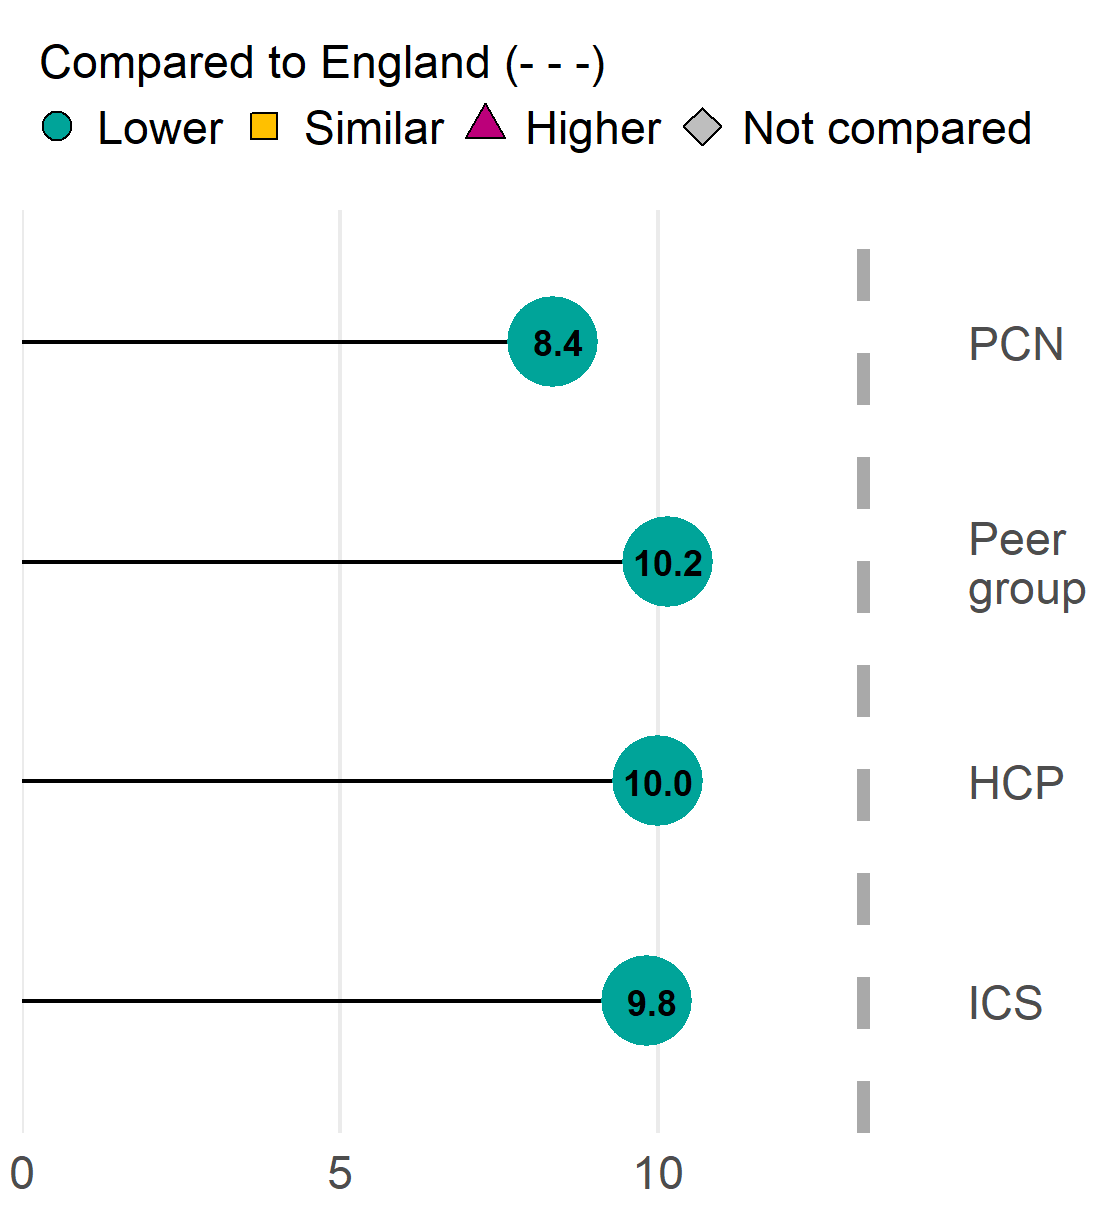 Compared to England (- - -)
Lower Similar Higher Not compared
8.4 PCN
10.2 Peer
group
10.0 HCP
9.8 ICS
0 5 10